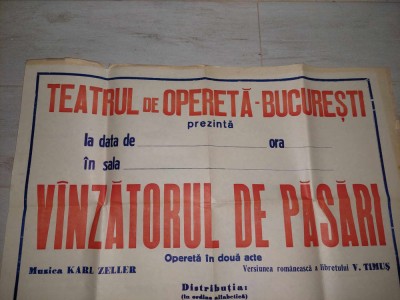 TEATRUL DE OPERETĂ-BUCUREȘTI
prezintă
la data de ora
în sala
VÎNZĂTORUL DE PĂSĂRI
Operetă în două acte
Muzica KARL ZELLER Versiunea românească a libretului V. TIMUȘ
Distribuția:
(în ordine alfabetică)